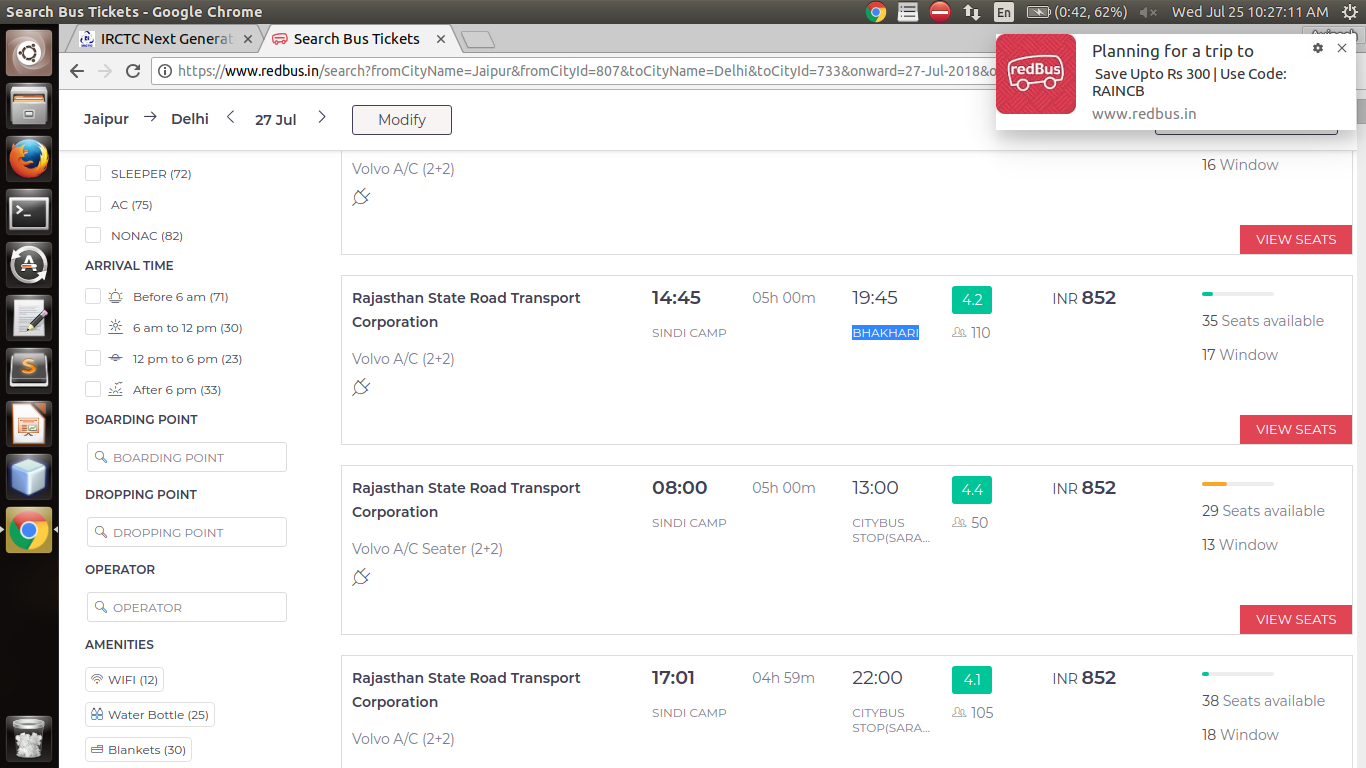 Search Bus Tickets - Google Chrome
En
(0:42, 62%)
Wed Jul 25 10:27:11 AM
IRCTC Next Generat
Search Bus Tickets
https://www.redbus.in/search?fromCityName=Jaipur&fromCityId=807&toCityName=Delhi&toCityId=733&onward=27-Jul-2018&o
redBus
Planning for a trip to
Save Upto Rs 300 | Use Code:
RAINCB
www.redbus.in
Jaipur → Delhi < 27 Jul >
Modify
SLEEPER (72)
AC (75)
NONAC (82)
ARRIVAL TIME
Before 6 am (71)
6 am to 12 pm (30)
12 pm to 6 pm (23)
After 6 pm (33)
BOARDING POINT
BOARDING POINT
DROPPING POINT
DROPPING POINT
OPERATOR
OPERATOR
AMENITIES
WIFI (12)
Water Bottle (25)
Blankets (30)
Volvo A/C (2+2)
16 Window
VIEW SEATS
Rajasthan State Road Transport
Corporation
Volvo A/C (2+2)
14:45
SINDI CAMP
05h 00m
19:45
BHAKHARI
4.2
110
INR 852
35 Seats available
17 Window
VIEW SEATS
Rajasthan State Road Transport
Corporation
Volvo A/C Seater (2+2)
08:00
SINDI CAMP
05h 00m
13:00
CITYBUS
STOP(SARA...
4.4
50
INR 852
29 Seats available
13 Window
VIEW SEATS
Rajasthan State Road Transport
Corporation
Volvo A/C (2+2)
17:01
SINDI CAMP
04h 59m
22:00
CITYBUS
STOP(SARA...
4.1
105
INR 852
38 Seats available
18 Window